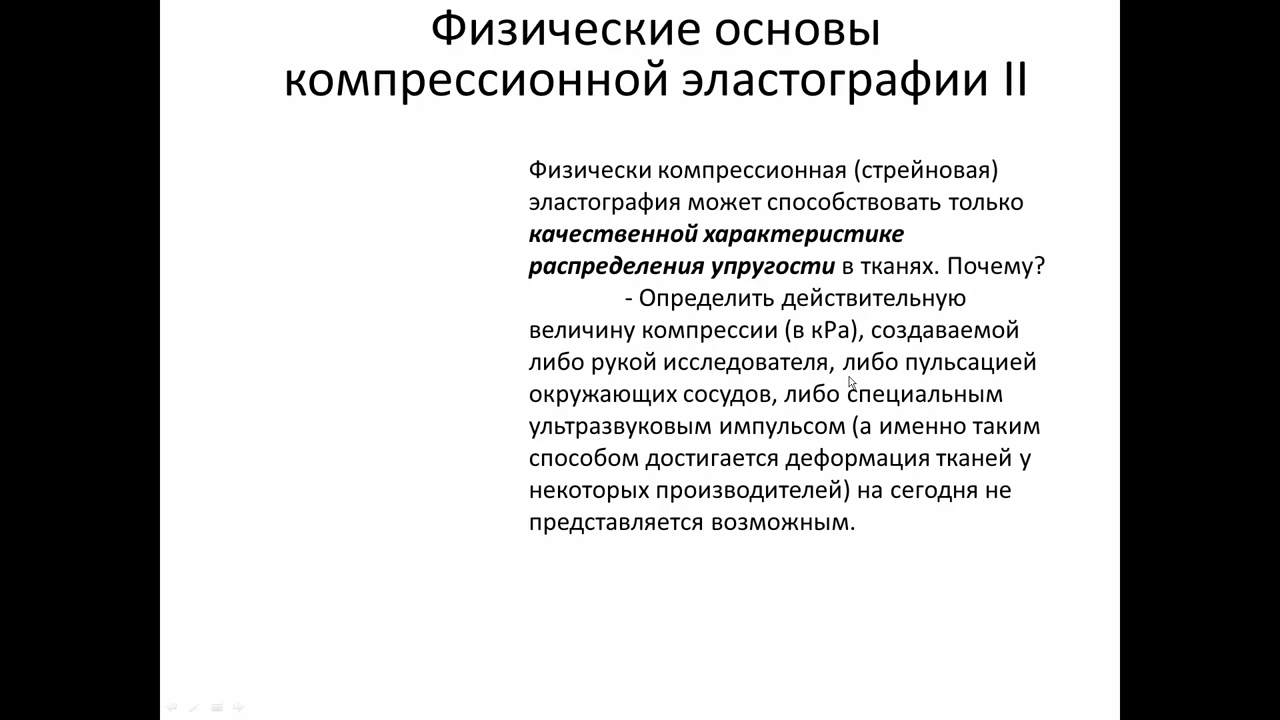 Физические основы
компрессионной эластографии II
Физически компрессионная (стрейновая)
эластография может способствовать только
качественной характеристике
распределения упругости в тканях. Почему?
- Определить действительную
величину компрессии (в кРа), создаваемой
либо рукой исследователя, либо пульсацией
окружающих сосудов, либо специальным
ультразвуковым импульсом (а именно таким
способом достигается деформация тканей у
некоторых производителей) на сегодня не
представляется возможным.